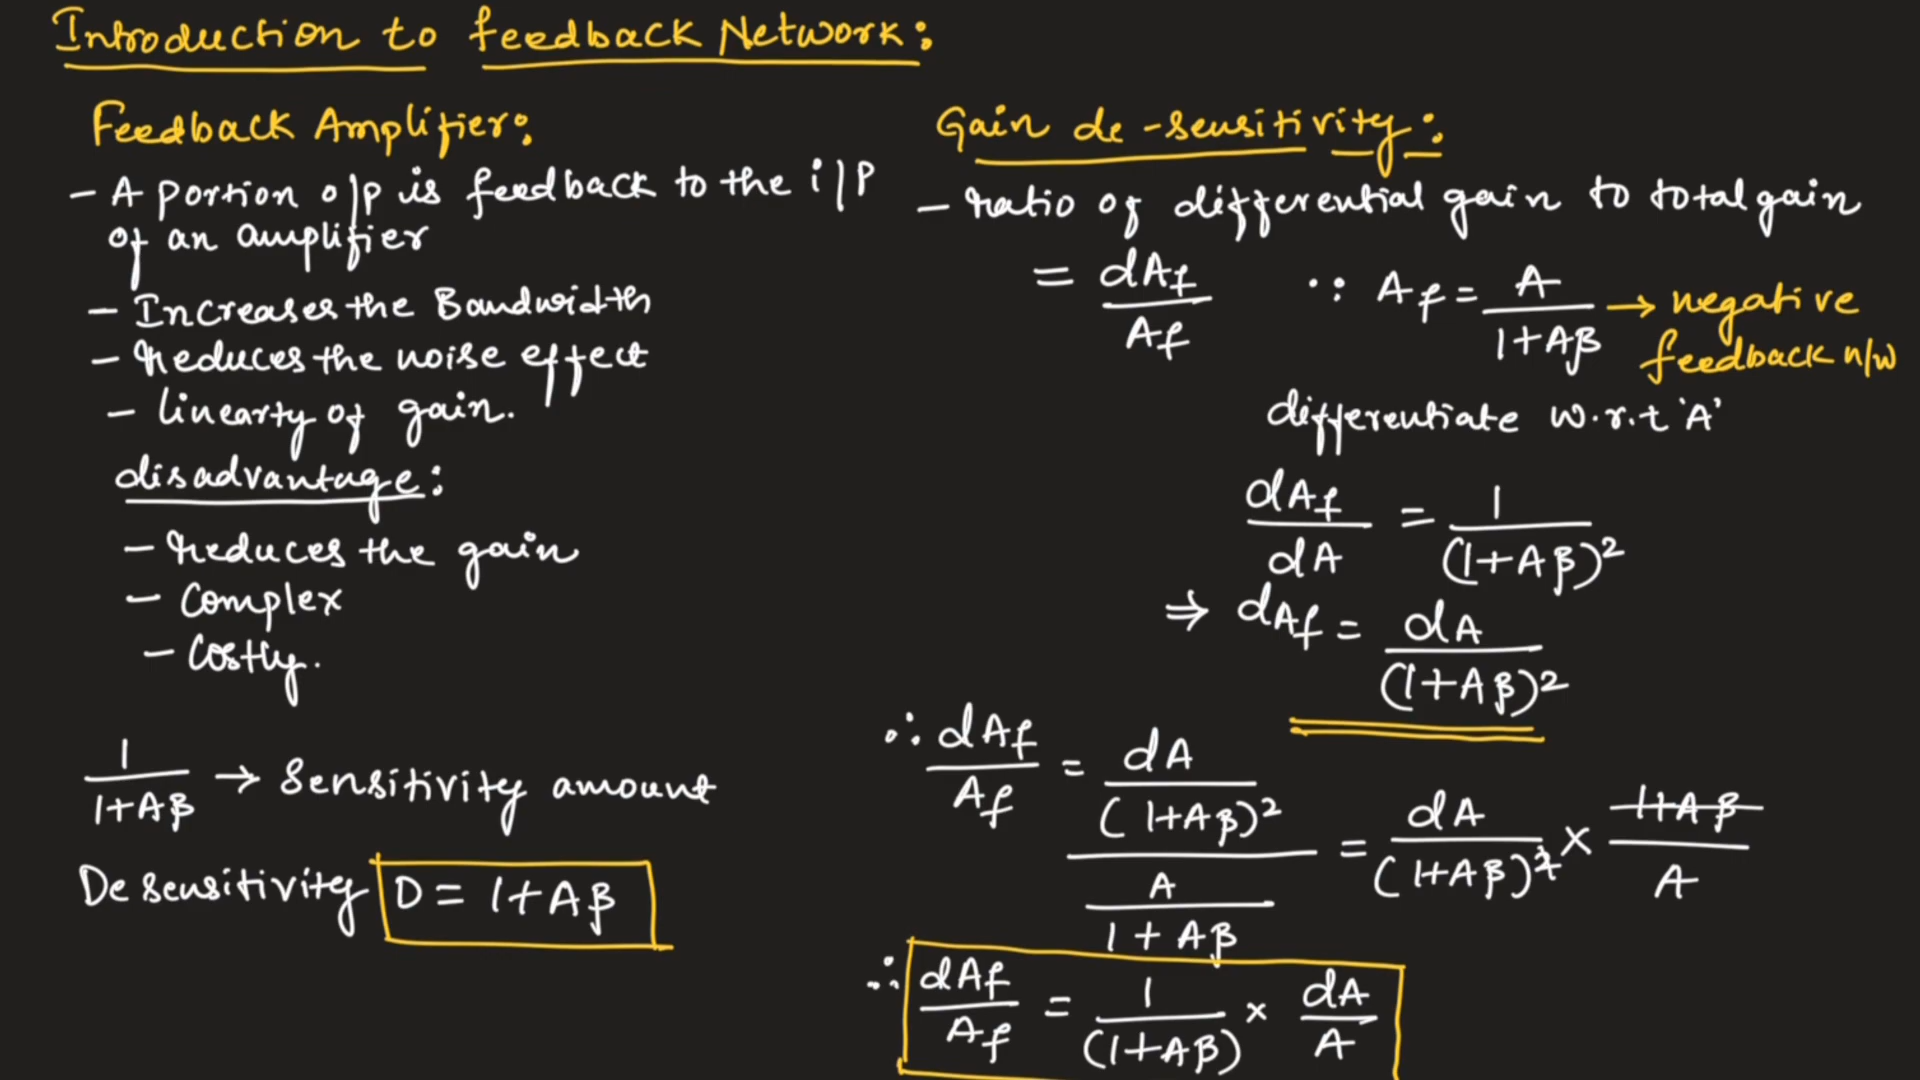 Introduction to feedback Network:
Feedback Amplifier:
- A portion o/p is feedback to the i/p
of an amplifier
- Increases the Bandwidth
- reduces the noise effect
- linearty of gain.
disadvantage:
- reduces the gain
- Complex
- Costly.
1/(1+Aβ) → Sensitivity amount
Desensitivity D = 1+Aβ
Gain de-sensitivity:
- ratio of differential gain to total gain
= dAf/Af ∵ Af = A/(1+Aβ) → negative
feedback n/w
differentiate w.r.t 'A'
dAf/dA = 1/(1+Aβ)²
⇒ dAf = dA/(1+Aβ)²
∴ dAf/Af = (dA/(1+Aβ)²)/(A/(1+Aβ)) = dA/(1+Aβ)² × (1+Aβ)/A
∴ dAf/Af = 1/(1+Aβ) × dA/A